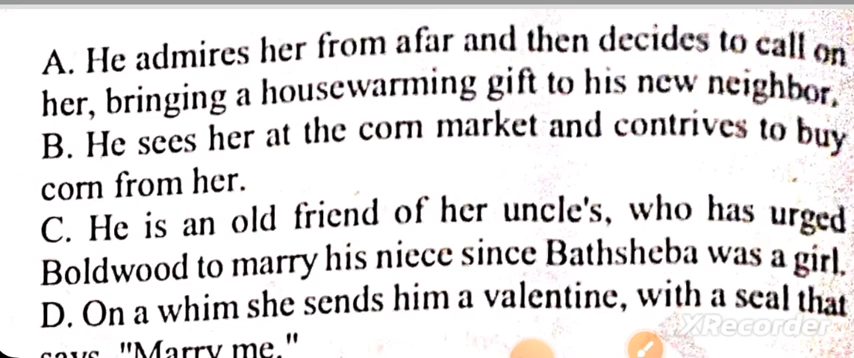 A. He admires her from afar and then decides to call on
her, bringing a housewarming gift to his new neighbor.
B. He sees her at the corn market and contrives to buy
corn from her.
C. He is an old friend of her uncle's, who has urged
Boldwood to marry his niece since Bathsheba was a girl.
D. On a whim she sends him a valentine, with a seal that
says, "Marry me."
XRecorder